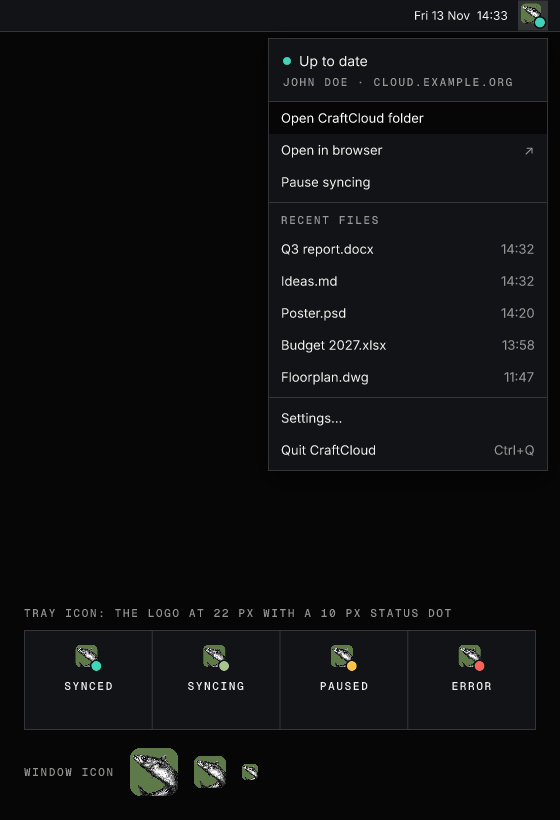 Fri 13 Nov 14:33
Up to date
JOHN DOE · CLOUD.EXAMPLE.ORG
Open CraftCloud folder
Open in browser ↗
Pause syncing
RECENT FILES
Q3 report.docx 14:32
Ideas.md 14:32
Poster.psd 14:20
Budget 2027.xlsx 13:58
Floorplan.dwg 11:47
Settings...
Quit CraftCloud Ctrl+Q
TRAY ICON: THE LOGO AT 22 PX WITH A 10 PX STATUS DOT
SYNCED SYNCING PAUSED ERROR
WINDOW ICON